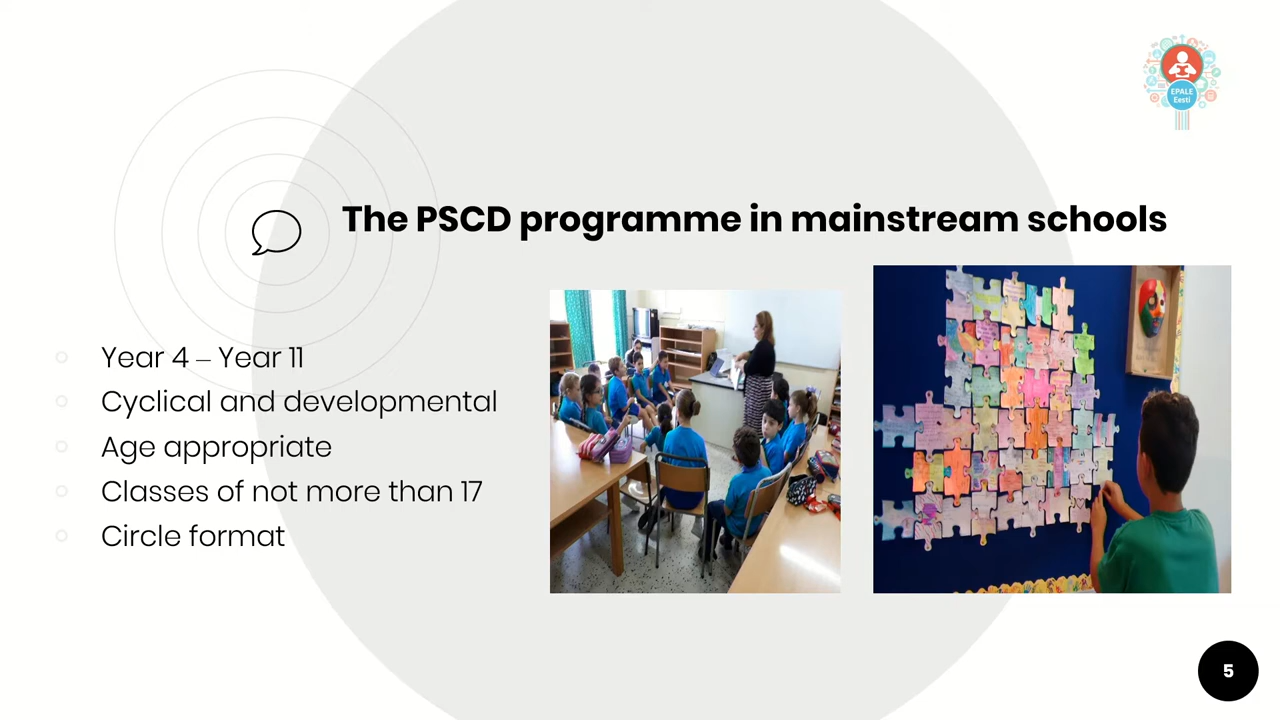 EPALE
Eesti
The PSCD programme in mainstream schools
Year 4 – Year 11
Cyclical and developmental
Age appropriate
Classes of not more than 17
Circle format
5